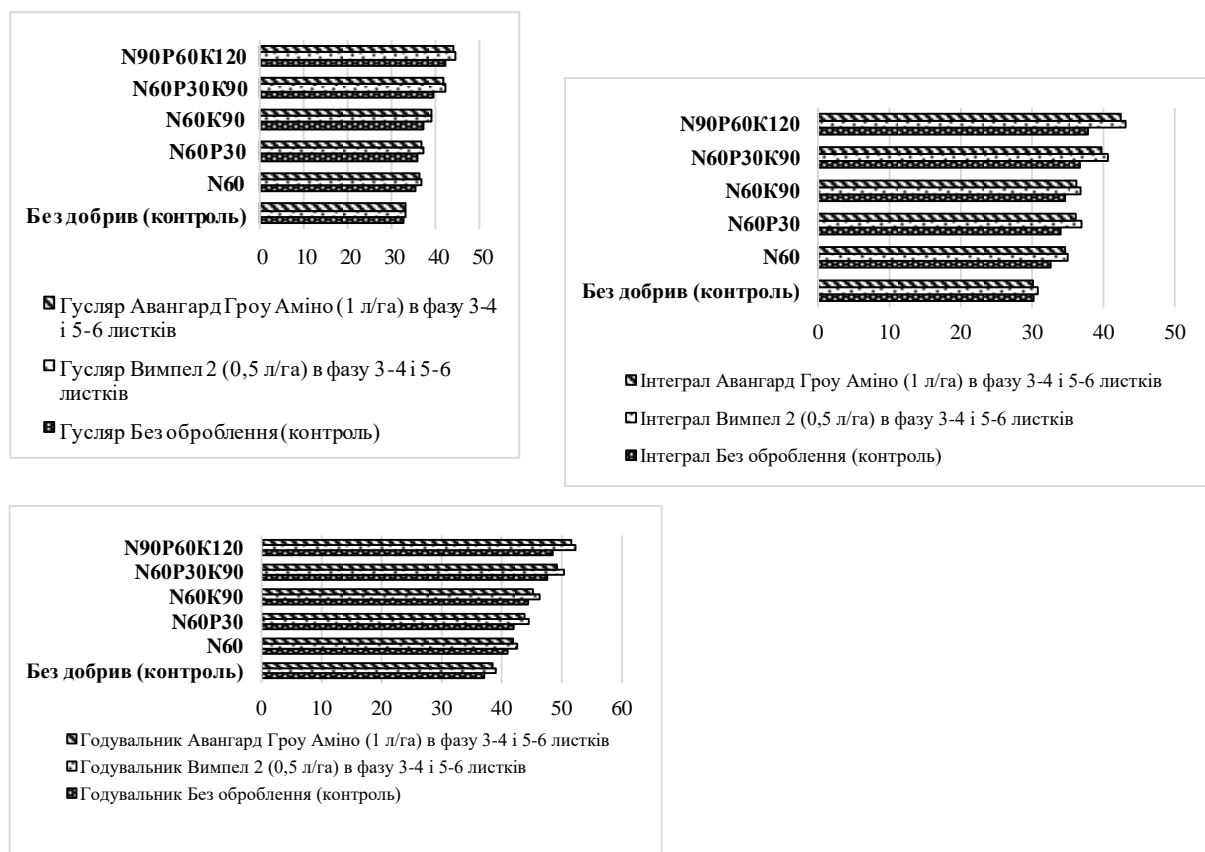 N90P60K120
N60P30K90
N60K90
N60P30
N60
Без добрив (контроль)
0 10 20 30 40 50
Гусляр Авангард Гроу Аміно (1 л/га) в фазу 3-4
і 5-6 листків
Гусляр Вимпел 2 (0,5 л/га) в фазу 3-4 і 5-6
листків
Гусляр Без оброблення (контроль)
N90P60K120
N60P30K90
N60K90
N60P30
N60
Без добрив (контроль)
0 10 20 30 40 50
Інтеграл Авангард Гроу Аміно (1 л/га) в фазу 3-4 і 5-6 листків
Інтеграл Вимпел 2 (0,5 л/га) в фазу 3-4 і 5-6 листків
Інтеграл Без оброблення (контроль)
N90P60K120
N60P30K90
N60K90
N60P30
N60
Без добрив (контроль)
0 10 20 30 40 50 60
Годувальник Авангард Гроу Аміно (1 л/га) в фазу 3-4 і 5-6 листків
Годувальник Вимпел 2 (0,5 л/га) в фазу 3-4 і 5-6 листків
Годувальник Без оброблення (контроль)